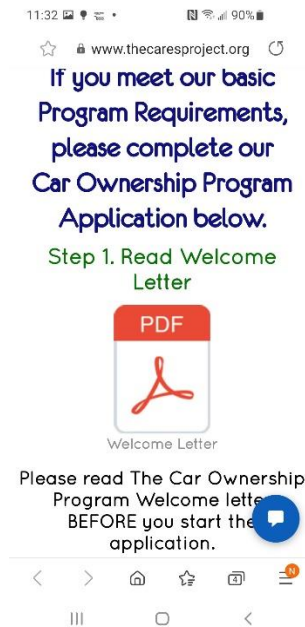 11:32
90%
www.thecaresproject.org
If you meet our basic
Program Requirements,
please complete our
Car Ownership Program
Application below.
Step 1. Read Welcome
Letter
PDF
Welcome Letter
Please read The Car Ownership
Program Welcome
BEFORE you start the
application.
4
N